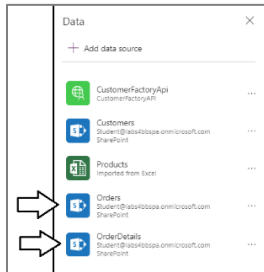 Data
Add data source
CustomerFactoryApi
CustomerFactoryAPI
Customers
Student@labs4bbspa.onmicrosoft.com
SharePoint
Products
Imported from Excel
Orders
Student@labs4bbspa.onmicrosoft.com
SharePoint
OrderDetails
Student@labs4bbspa.onmicrosoft.com
SharePoint